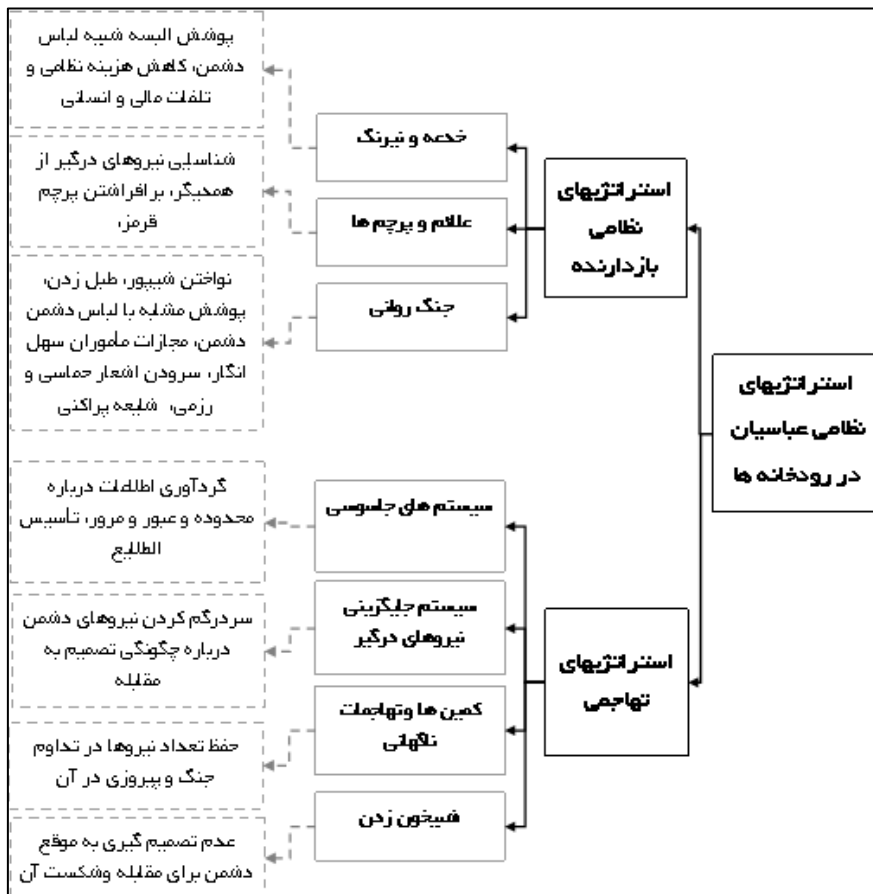 استراتژیهای
نظامی عباسیان
در رودخانه ها
استراتژیهای
نظامی
بازدارنده
خدعه و نیرنگ
پوشش البسه شبیه لباس
دشمن، کاهش هزینه نظامی و
تلفات مالی و انسانی
علائم و پرچم ها
شناسایی نیروهای درگیر از
همدیگر، برافراشتن پرچم
قرمز،
جنگ روانی
نواختن شیپور، طبل زدن،
پوشش مشابه با لباس دشمن
دشمن، مجازات مأموران سهل
انگار، سرودن اشعار حماسی و
رزمی، شایعه پراکنی
استراتژیهای
تهاجمی
سیستم های جاسوسی
گردآوری اطلاعات درباره
محدوده و عبور و مرور، تأسیس
الطلایع
سیستم جایگزینی
نیروهای درگیر
سردرگم کردن نیروهای دشمن
درباره چگونگی تصمیم به
مقابله
کمین ها وتهاجمات
ناگهانی
حفظ تعداد نیروها در تداوم
جنگ و پیروزی در آن
شبیخون زدن
عدم تصمیم گیری به موقع
دشمن برای مقابله وشکست آن